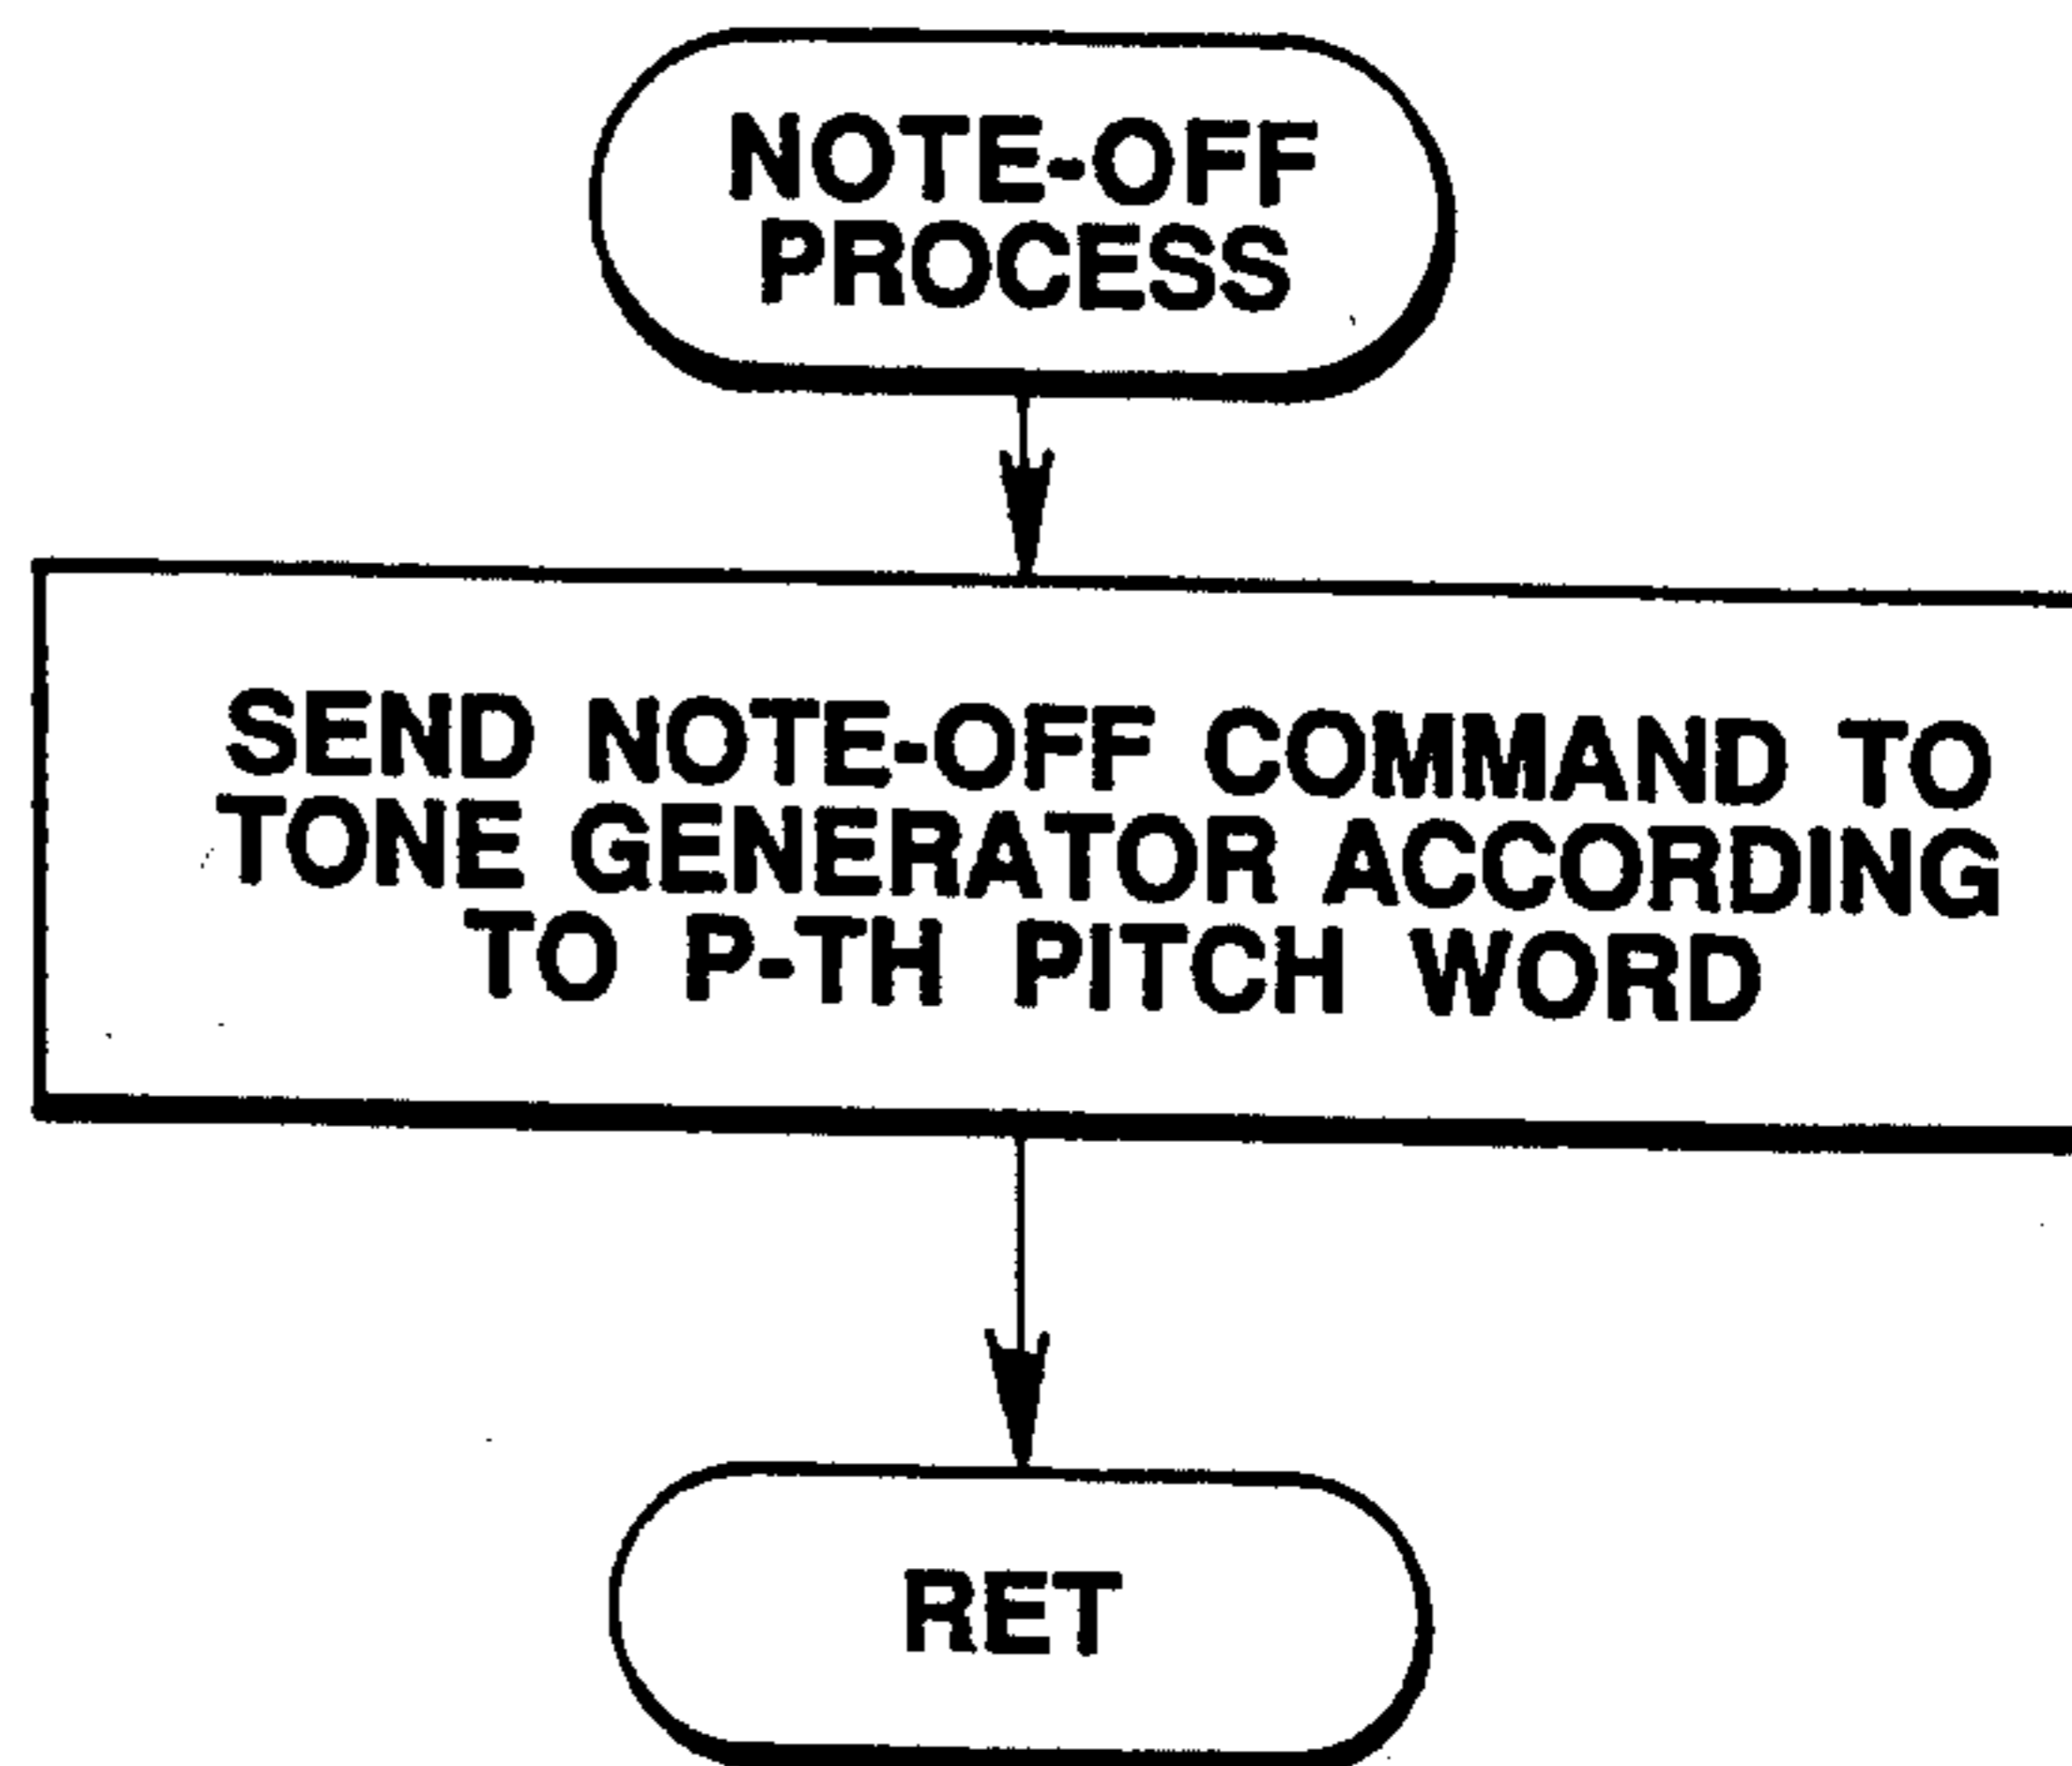 NOTE-OFF
PROCESS
SEND NOTE-OFF COMMAND TO
TONE GENERATOR ACCORDING
TO P-TH PITCH WORD
RET